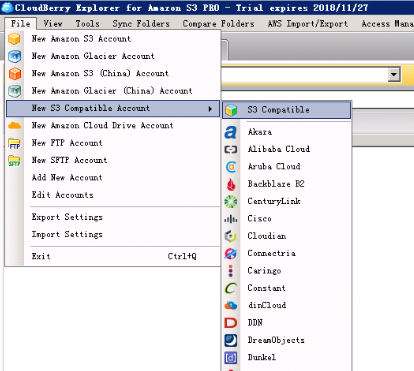 CloudBerry Explorer for Amazon S3 PRO - Trial expires 2018/11/27
File View Tools Sync Folders Compare Folders AWS Import/Export Access Mana
New Amazon S3 Account
New Amazon Glacier Account
New Amazon S3 (China) Account
New Amazon Glacier (China) Account
New S3 Compatible Account
New Amazon Cloud Drive Account
New FTP Account
New SFTP Account
Add New Account
Edit Accounts
Export Settings
Import Settings
Exit Ctrl+Q
S3 Compatible
Akaza
Alibaba Cloud
Aruba Cloud
Backblaze B2
CenturyLink
Cisco
Cloudian
Connectria
Caringo
Constant
dinCloud
DDN
DreamObjects
Dunkel